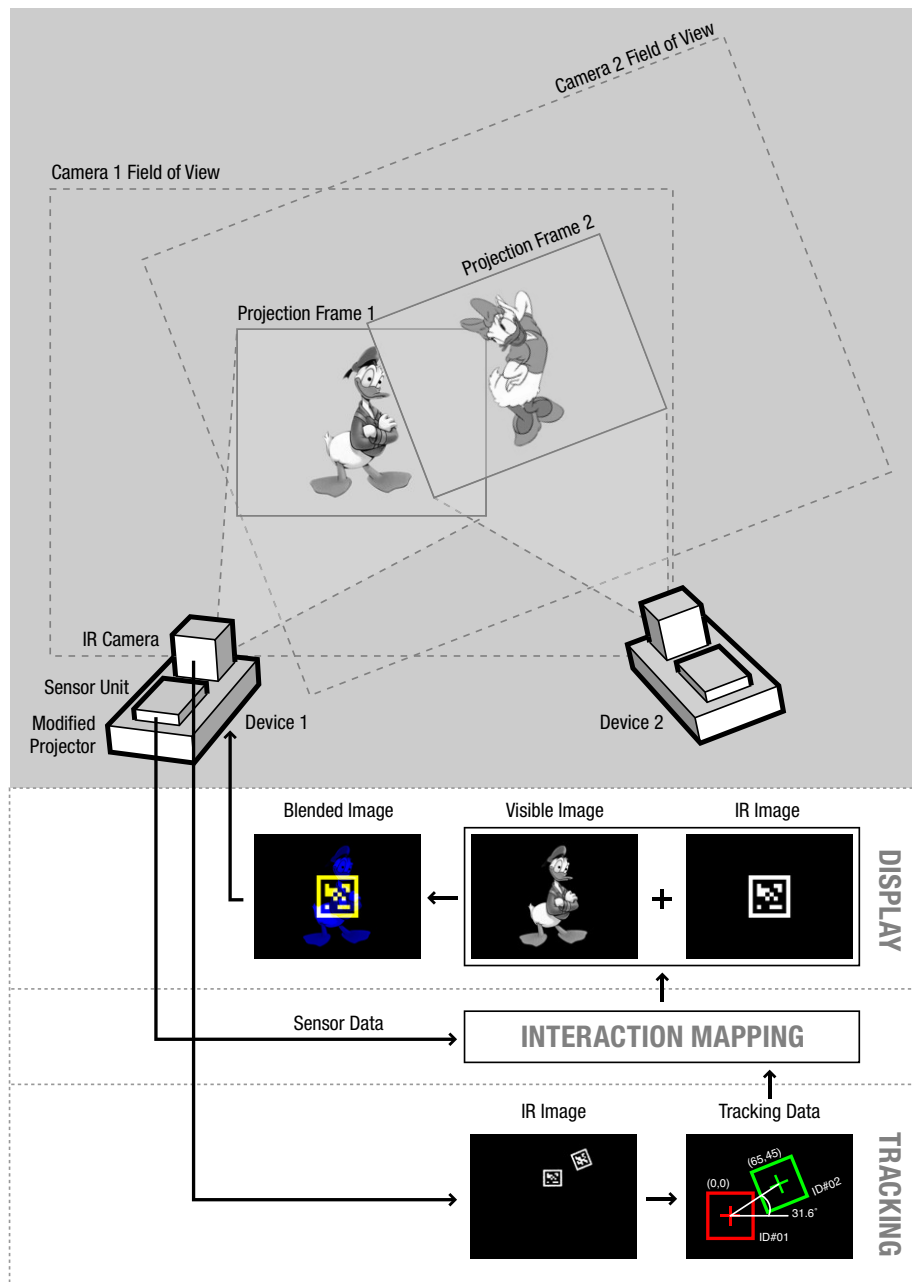 Camera 2 Field of View
Camera 1 Field of View
Projection Frame 2
Projection Frame 1
IR Camera
Sensor Unit
Modified
Projector
Device 1
Device 2
Blended Image
Visible Image
IR Image
+
DISPLAY
Sensor Data
INTERACTION MAPPING
IR Image
Tracking Data
TRACKING
(65,45)
(0,0)
ID#02
31.6°
ID#01